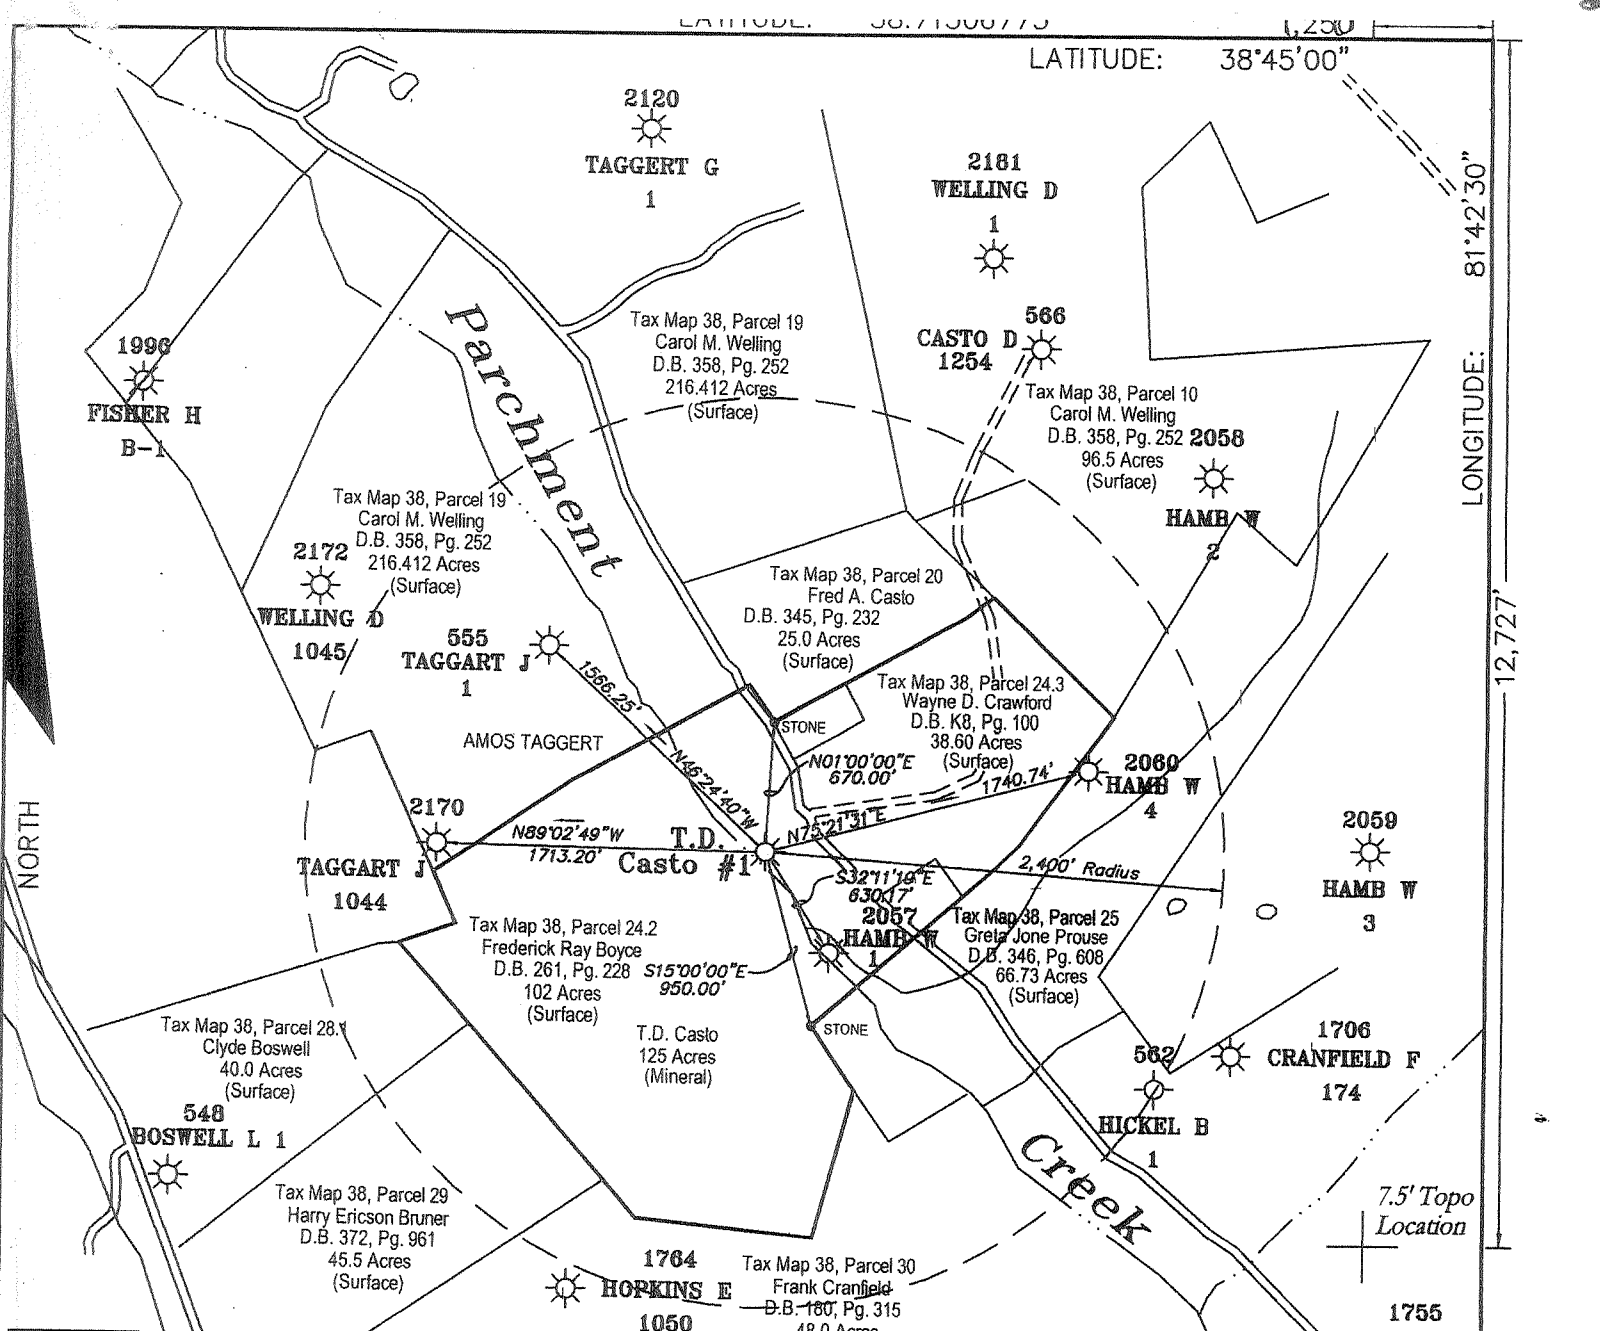 LATITUDE: 38.71506773
1,250
LATITUDE: 38°45'00"
LONGITUDE: 81°42'30"
12,727'
2120
TAGGERT G
1
2181
WELLING D
1
566
CASTO D
1254
1996
FISHER H
B-1
Parchment
Tax Map 38, Parcel 19
Carol M. Welling
D.B. 358, Pg. 252
216.412 Acres
(Surface)
Tax Map 38, Parcel 10
Carol M. Welling
D.B. 358, Pg. 252
96.5 Acres
(Surface)
2058
HAMB W
2
Tax Map 38, Parcel 19
Carol M. Welling
D.B. 358, Pg. 252
216.412 Acres
(Surface)
2172
WELLING D
1045
555
TAGGART J
1
1566.25'
N46°24'40"W
Tax Map 38, Parcel 20
Fred A. Casto
D.B. 345, Pg. 232
25.0 Acres
(Surface)
Tax Map 38, Parcel 24.3
Wayne D. Crawford
D.B. K8, Pg. 100
38.60 Acres
(Surface)
STONE
AMOS TAGGERT
N01°00'00"E
670.00'
1740.74'
N75°21'31"E
2060
HAMB W
4
2170
TAGGART J
1044
N89°02'49"W
1713.20'
T.D.
Casto #1
NORTH
2059
HAMB W
3
2,400' Radius
S32°11'19"E
630.17'
2057
HAMB W
1
Tax Map 38, Parcel 25
Greta Jone Prouse
D.B. 346, Pg. 608
66.73 Acres
(Surface)
Tax Map 38, Parcel 24.2
Frederick Ray Boyce
D.B. 261, Pg. 228
102 Acres
(Surface)
S15°00'00"E
950.00'
STONE
T.D. Casto
125 Acres
(Mineral)
Tax Map 38, Parcel 28.1
Clyde Boswell
40.0 Acres
(Surface)
548
BOSWELL L 1
562
HICKEL B
1
1706
CRANFIELD F
174
Creek
Tax Map 38, Parcel 29
Harry Ericson Bruner
D.B. 372, Pg. 961
45.5 Acres
(Surface)
7.5' Topo
Location
1764
HOPKINS E
1050
Tax Map 38, Parcel 30
Frank Cranfield
D.B. 180, Pg. 315
48.0 Acres
1755